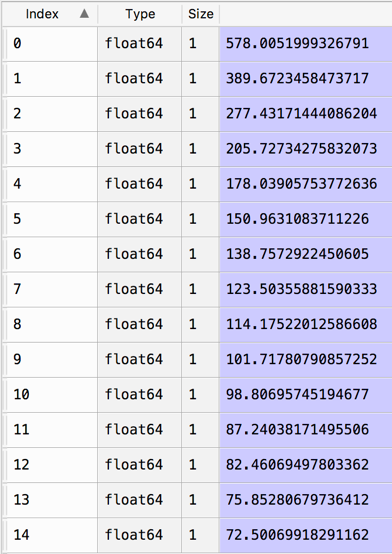 Index ▲ Type Size
0 float64 1 578.0051999326791
1 float64 1 389.6723458473717
2 float64 1 277.43171444086204
3 float64 1 205.72734275832073
4 float64 1 178.03905753772636
5 float64 1 150.9631083711226
6 float64 1 138.7572922450605
7 float64 1 123.50355881590333
8 float64 1 114.17522012586608
9 float64 1 101.71780790857252
10 float64 1 98.80695745194677
11 float64 1 87.24038171495506
12 float64 1 82.46069497803362
13 float64 1 75.85280679736412
14 float64 1 72.50069918291162